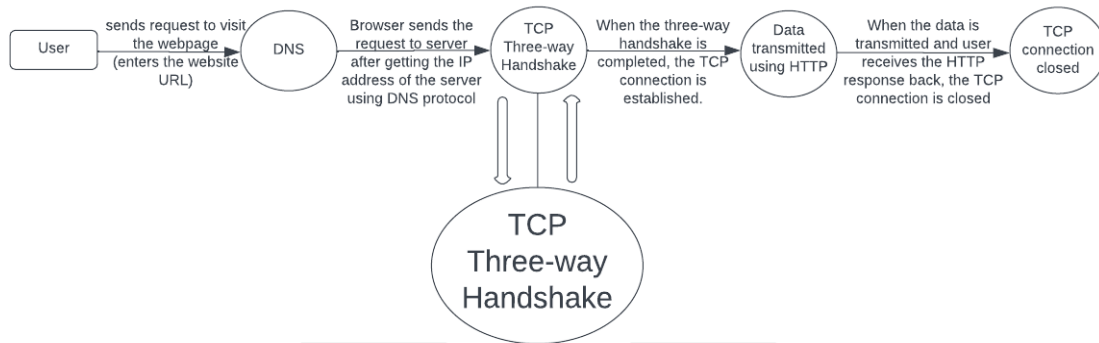 User
sends request to visit
the webpage
(enters the website
URL)
DNS
Browser sends the
request to server
after getting the IP
address of the server
using DNS protocol
TCP
Three-way
Handshake
When the three-way
handshake is
completed, the TCP
connection is
established.
Data
transmitted
using HTTP
When the data is
transmitted and user
receives the HTTP
response back, the TCP
connection is closed
TCP
connection
closed
TCP
Three-way
Handshake